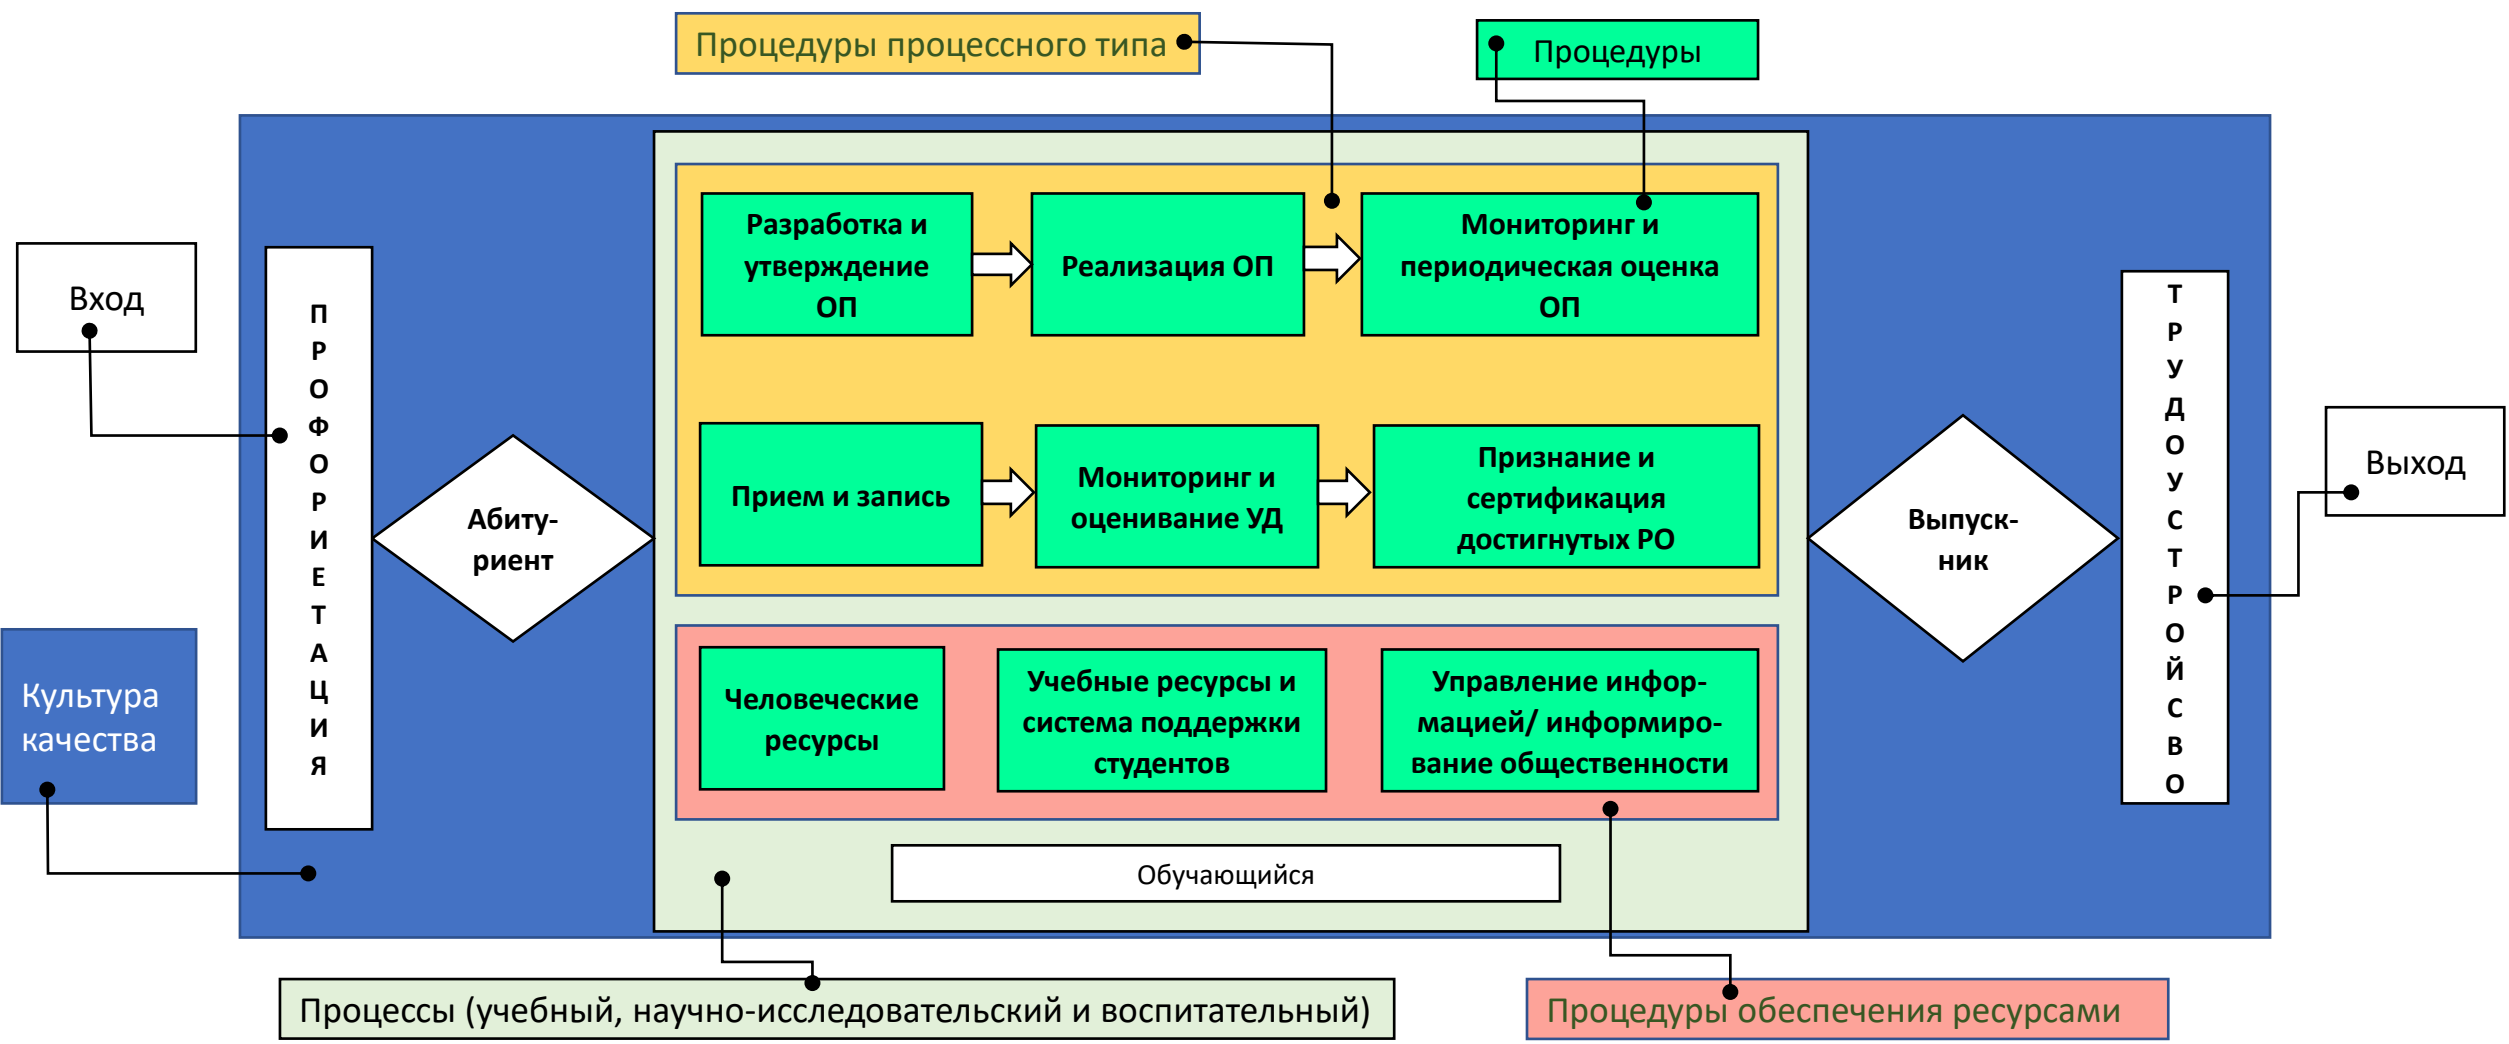 Процедуры процессного типа
Процедуры
Вход
ПРОФОРИЕТАЦИЯ
Культура
качества
Абиту-
риент
Разработка и
утверждение
ОП
Реализация ОП
Мониторинг и
периодическая оценка
ОП
Прием и запись
Мониторинг и
оценивание УД
Признание и
сертификация
достигнутых РО
Человеческие
ресурсы
Учебные ресурсы и
система поддержки
студентов
Управление инфор-
мацией/ информиро-
вание общественности
Обучающийся
Выпуск-
ник
ТРУДОУСТРОЙСВО
Выход
Процессы (учебный, научно-исследовательский и воспитательный)
Процедуры обеспечения ресурсами